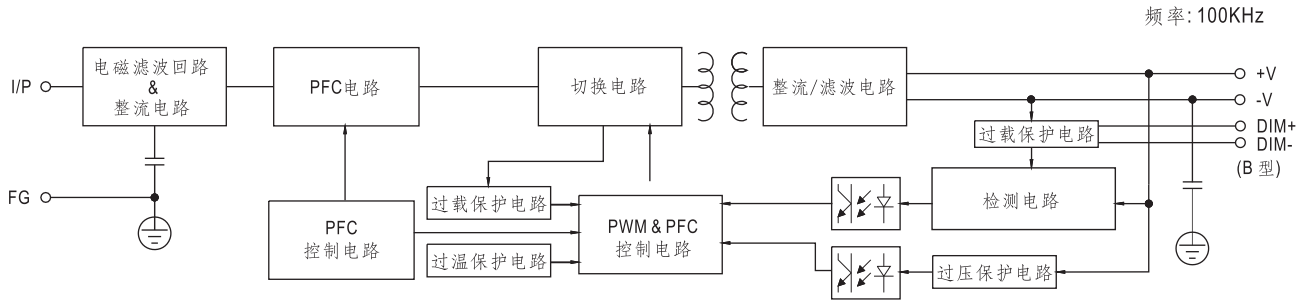 频率: 100KHz
I/P
电磁滤波回路
&
整流电路
PFC电路
切换电路
整流/滤波电路
+V
-V
过载保护电路
DIM+
DIM-
(B 型)
FG
PFC
控制电路
过载保护电路
过温保护电路
PWM & PFC
控制电路
检测电路
过压保护电路